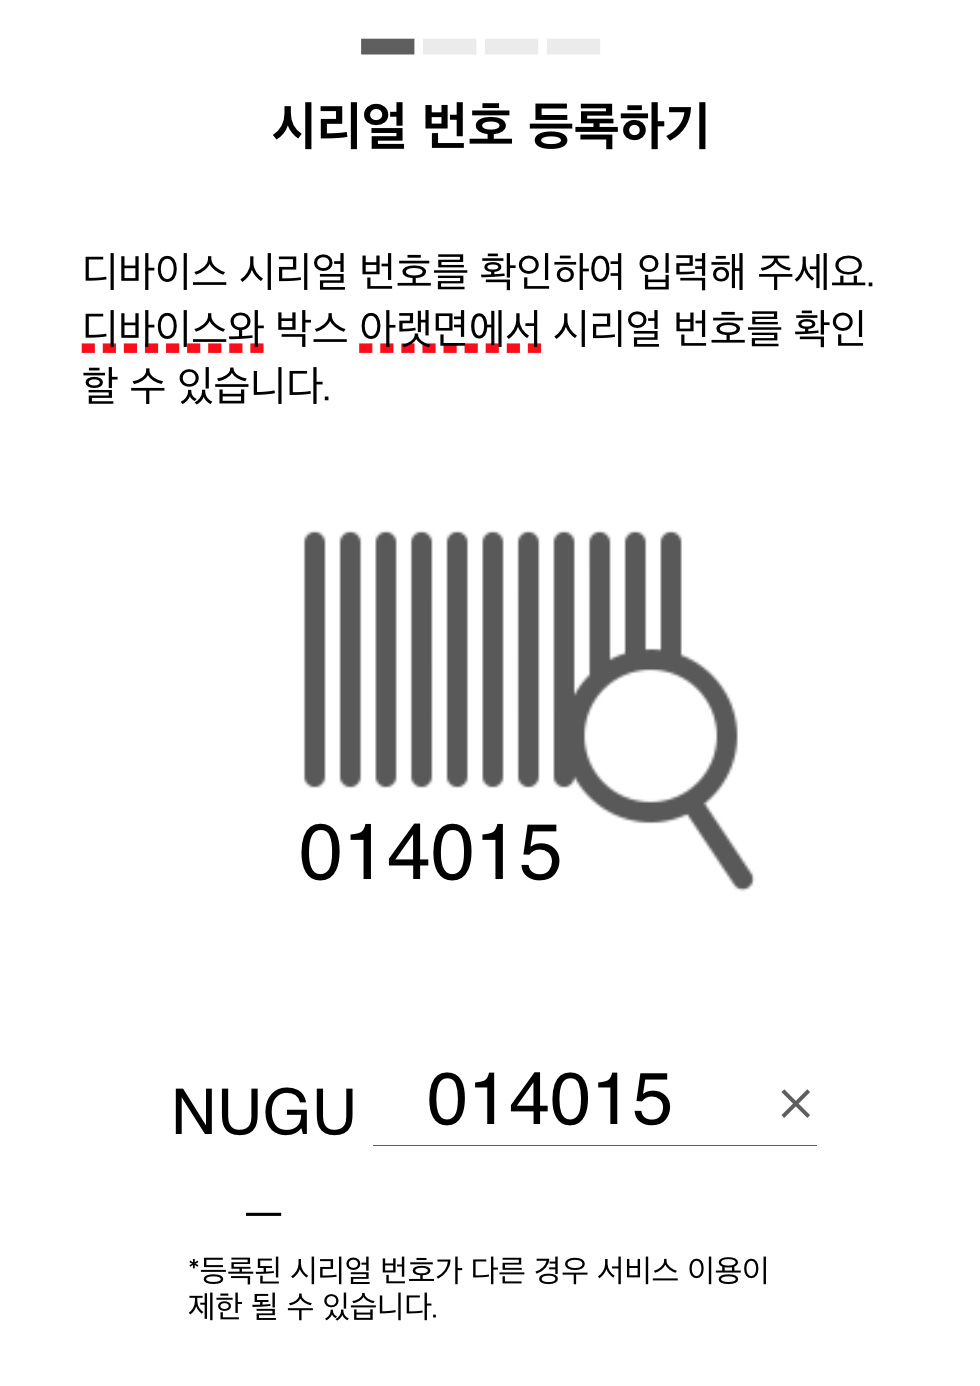 시리얼 번호 등록하기
디바이스 시리얼 번호를 확인하여 입력해 주세요.
디바이스와 박스 아랫면에서 시리얼 번호를 확인
할 수 있습니다.
014015
NUGU 014015 ×
—
*등록된 시리얼 번호가 다른 경우 서비스 이용이
제한 될 수 있습니다.